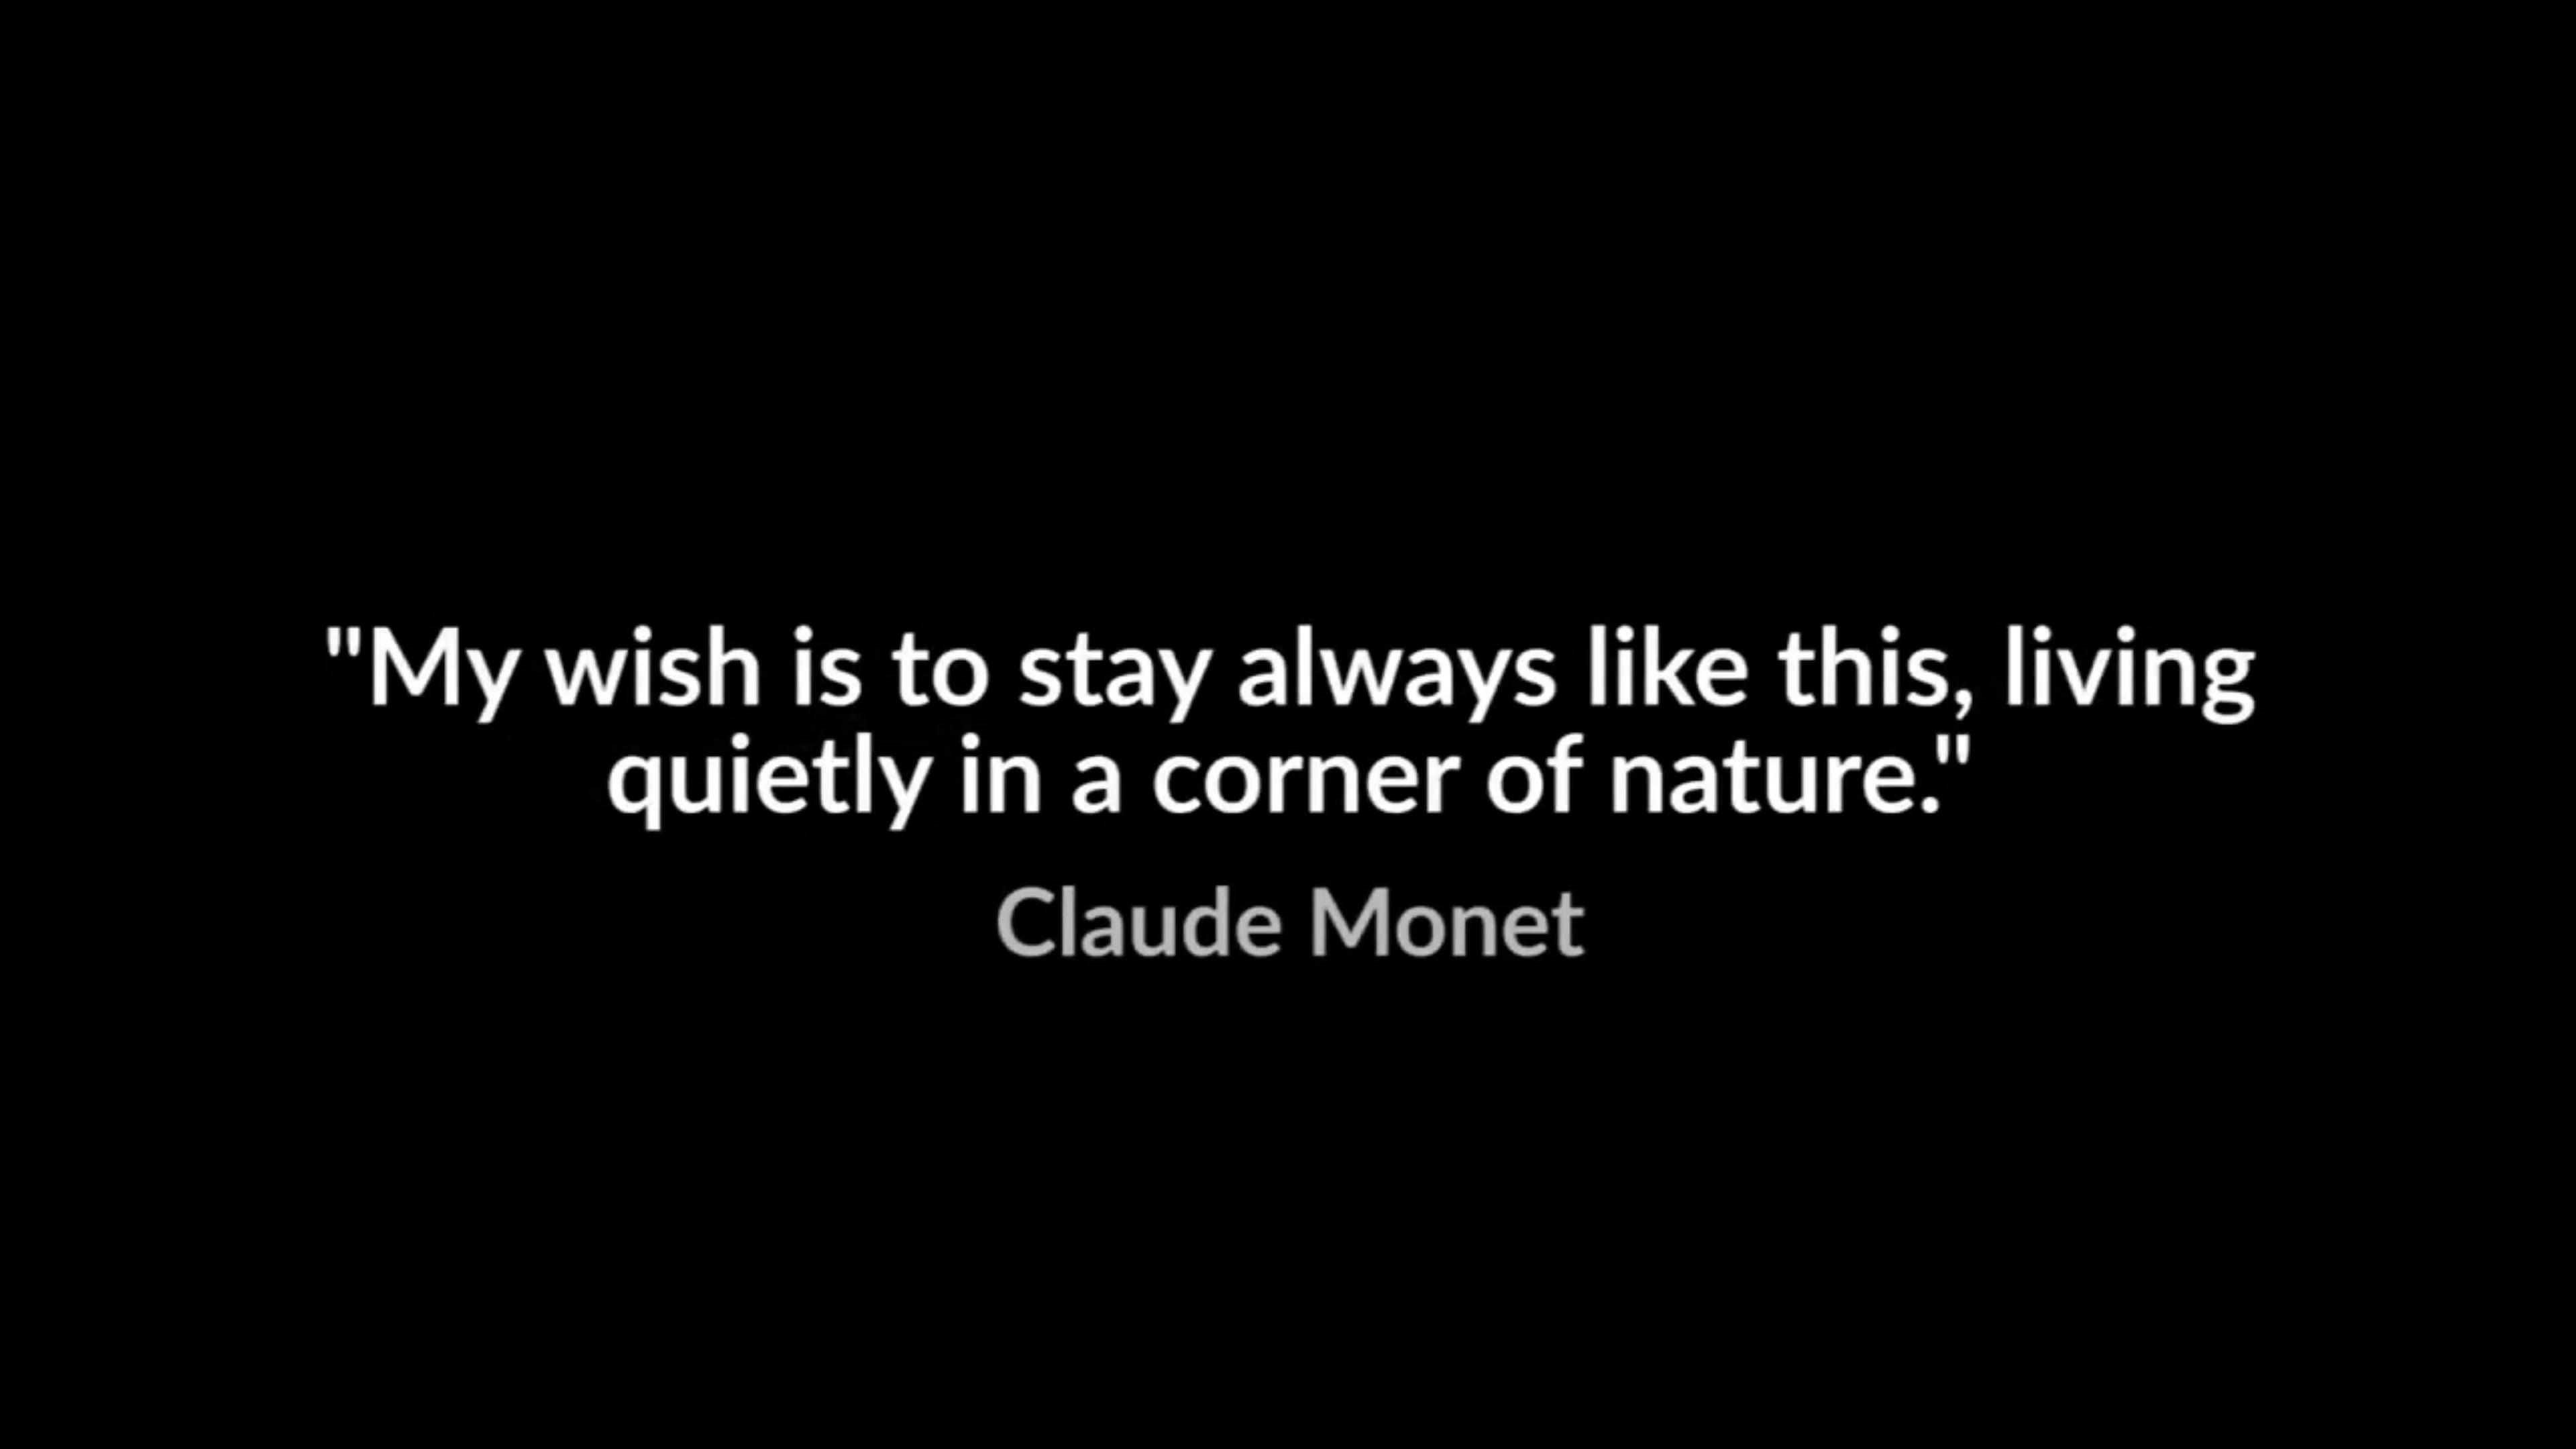 "My wish is to stay always like this, living
quietly in a corner of nature."
Claude Monet